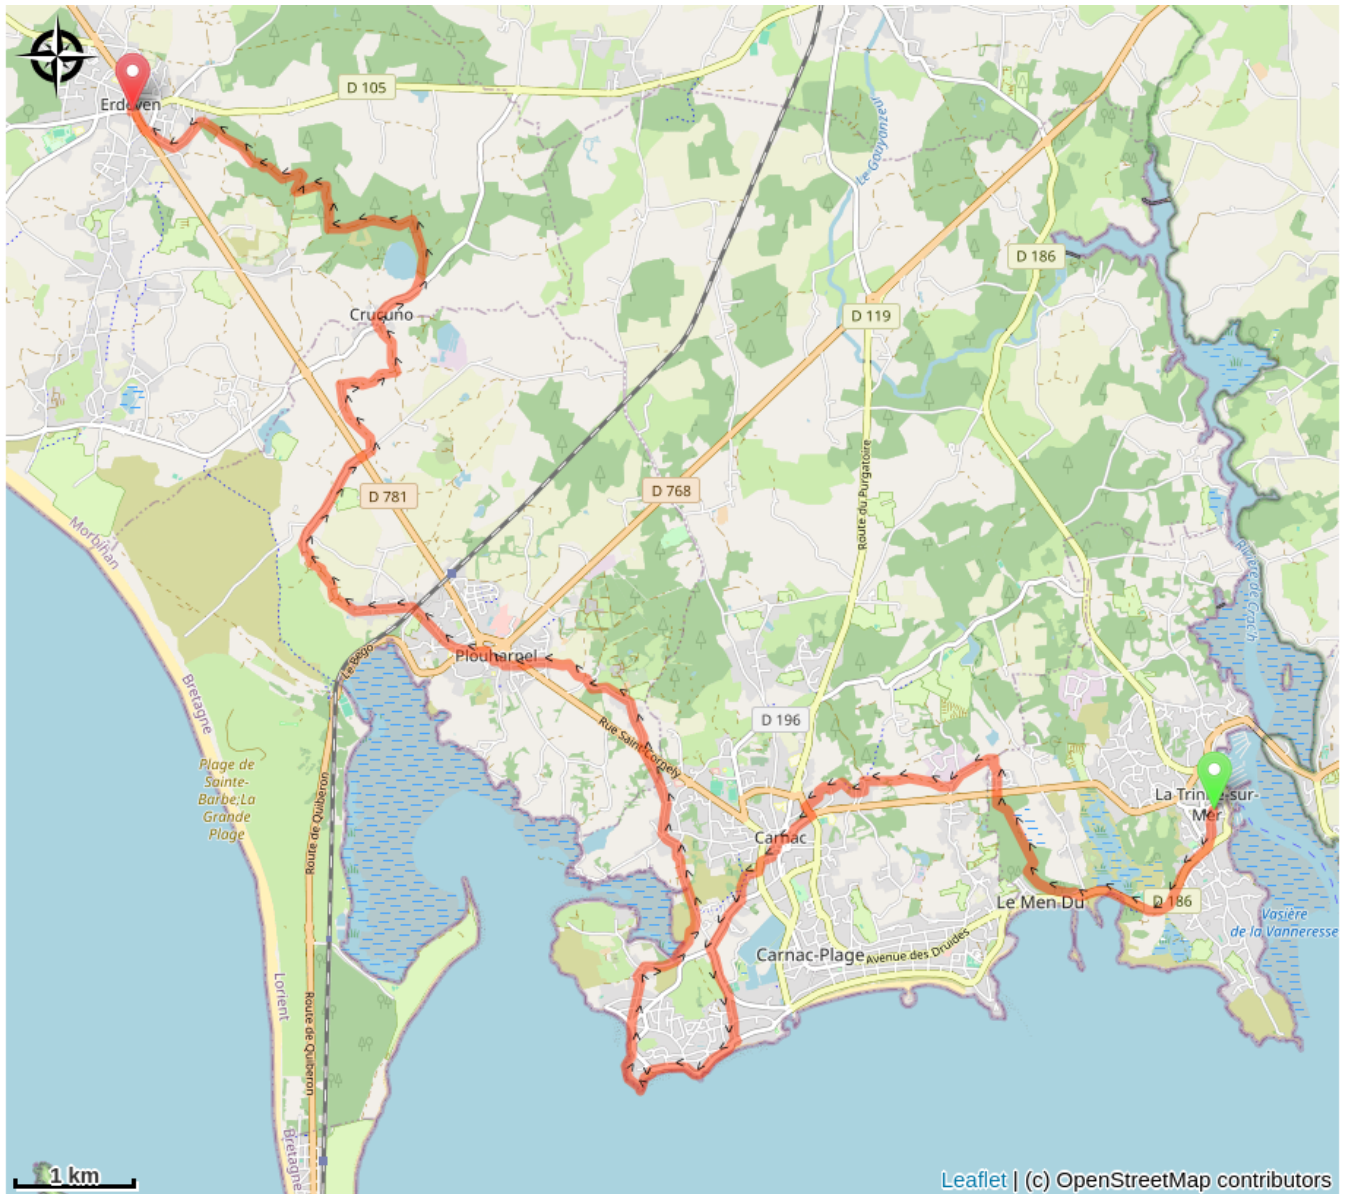 Erdeven
D 105
Le Gouyanzeur
D 186
Crucuno
D 119
D 781
D 768
Route du Purgatoire
Morbihan
Rivière de Crach
Plouharnel
Le Bégo
Bretagne
Rue Saint-Cornély
D 196
Plage de
Sainte-
Barbe;La
Grande
Plage
Route de Quiberon
La Trinité-sur-
Mer
Carnac
Le Men Du
D 186
Vasière
de la Vanneresse
Carnac-Plage
Avenue des Druides
Lorient
Route de Quiberon
Bretagne
1 km
Leaflet | (c) OpenStreetMap contributors